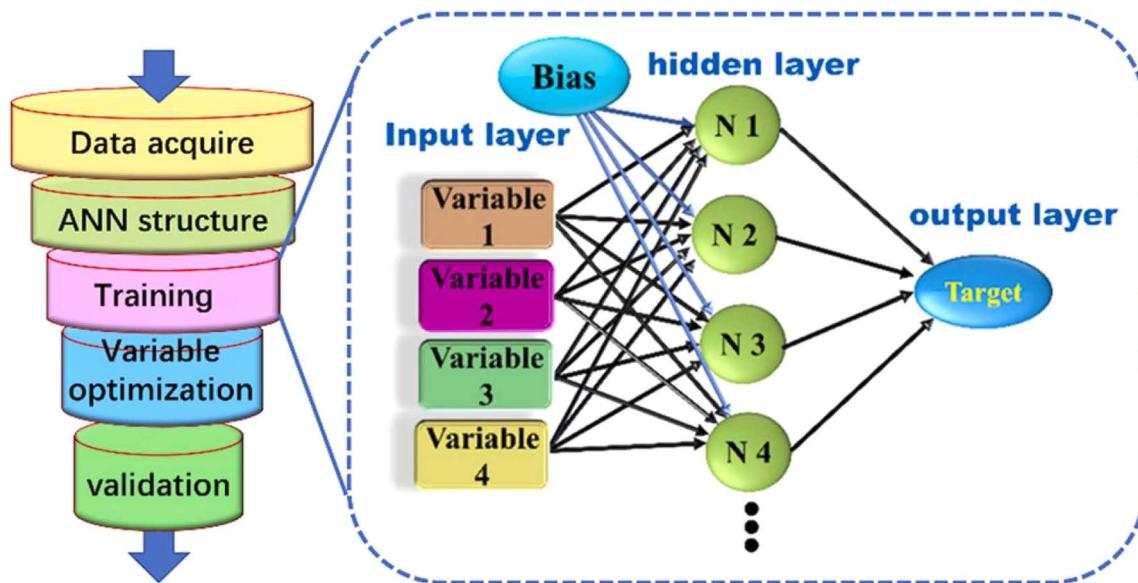 Data acquire
ANN structure
Training
Variable
optimization
validation
Bias
hidden layer
Input layer
Variable
1
Variable
2
Variable
3
Variable
4
N 1
N 2
N 3
N 4
output layer
Target